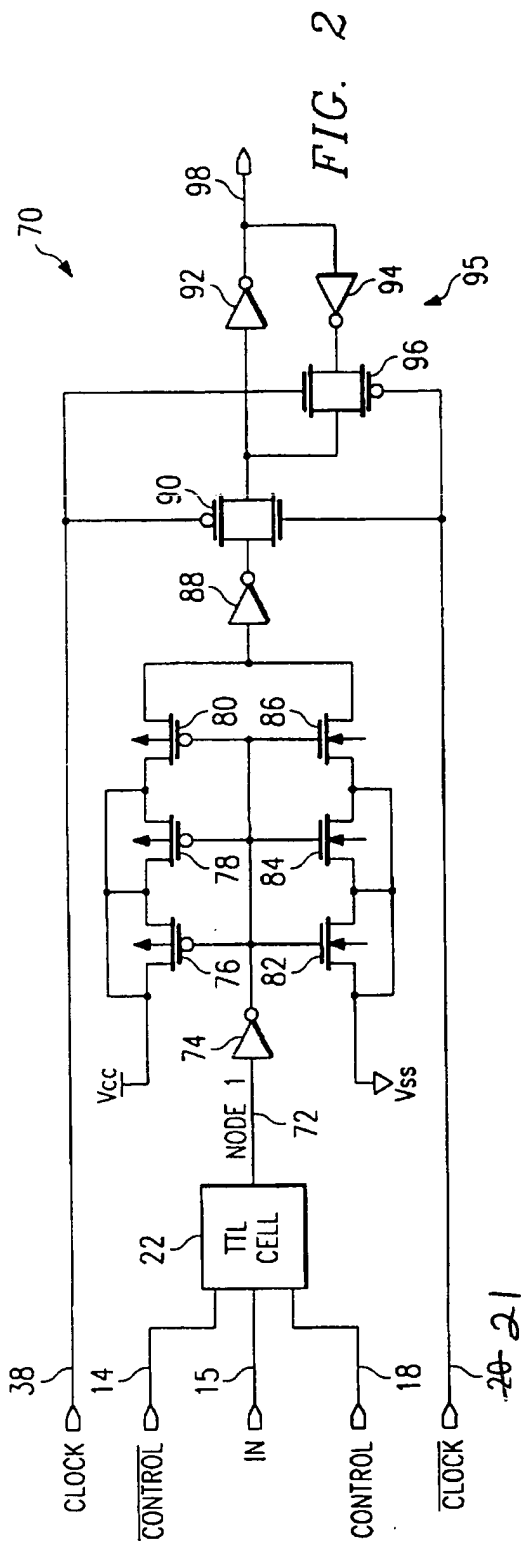 FIG. 2
70
CLOCK
38
CONTROL
14
IN
15
CONTROL
18
CLOCK
20 21
22
TTL
CELL
NODE 1
72
74
Vcc
Vss
76
78
80
82
84
86
88
90
92
94
95
96
98